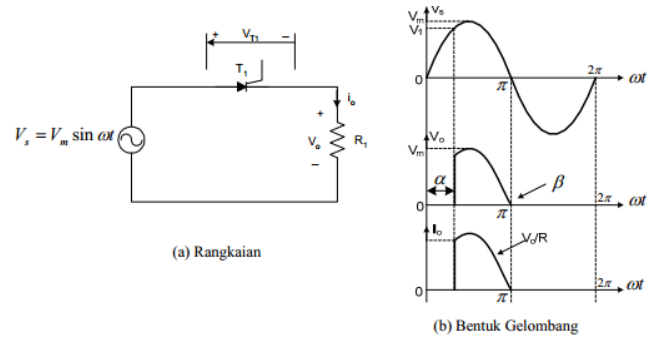 + V_T1 −
T₁
i_o
V_s = V_m sin ωt
+
V_o R₁
−
(a) Rangkaian
V_s
V_m
V_1
0 π 2π ωt
V_o
V_m
α β
0 π 2π ωt
I_o
V_o/R
0 π 2π ωt
(b) Bentuk Gelombang